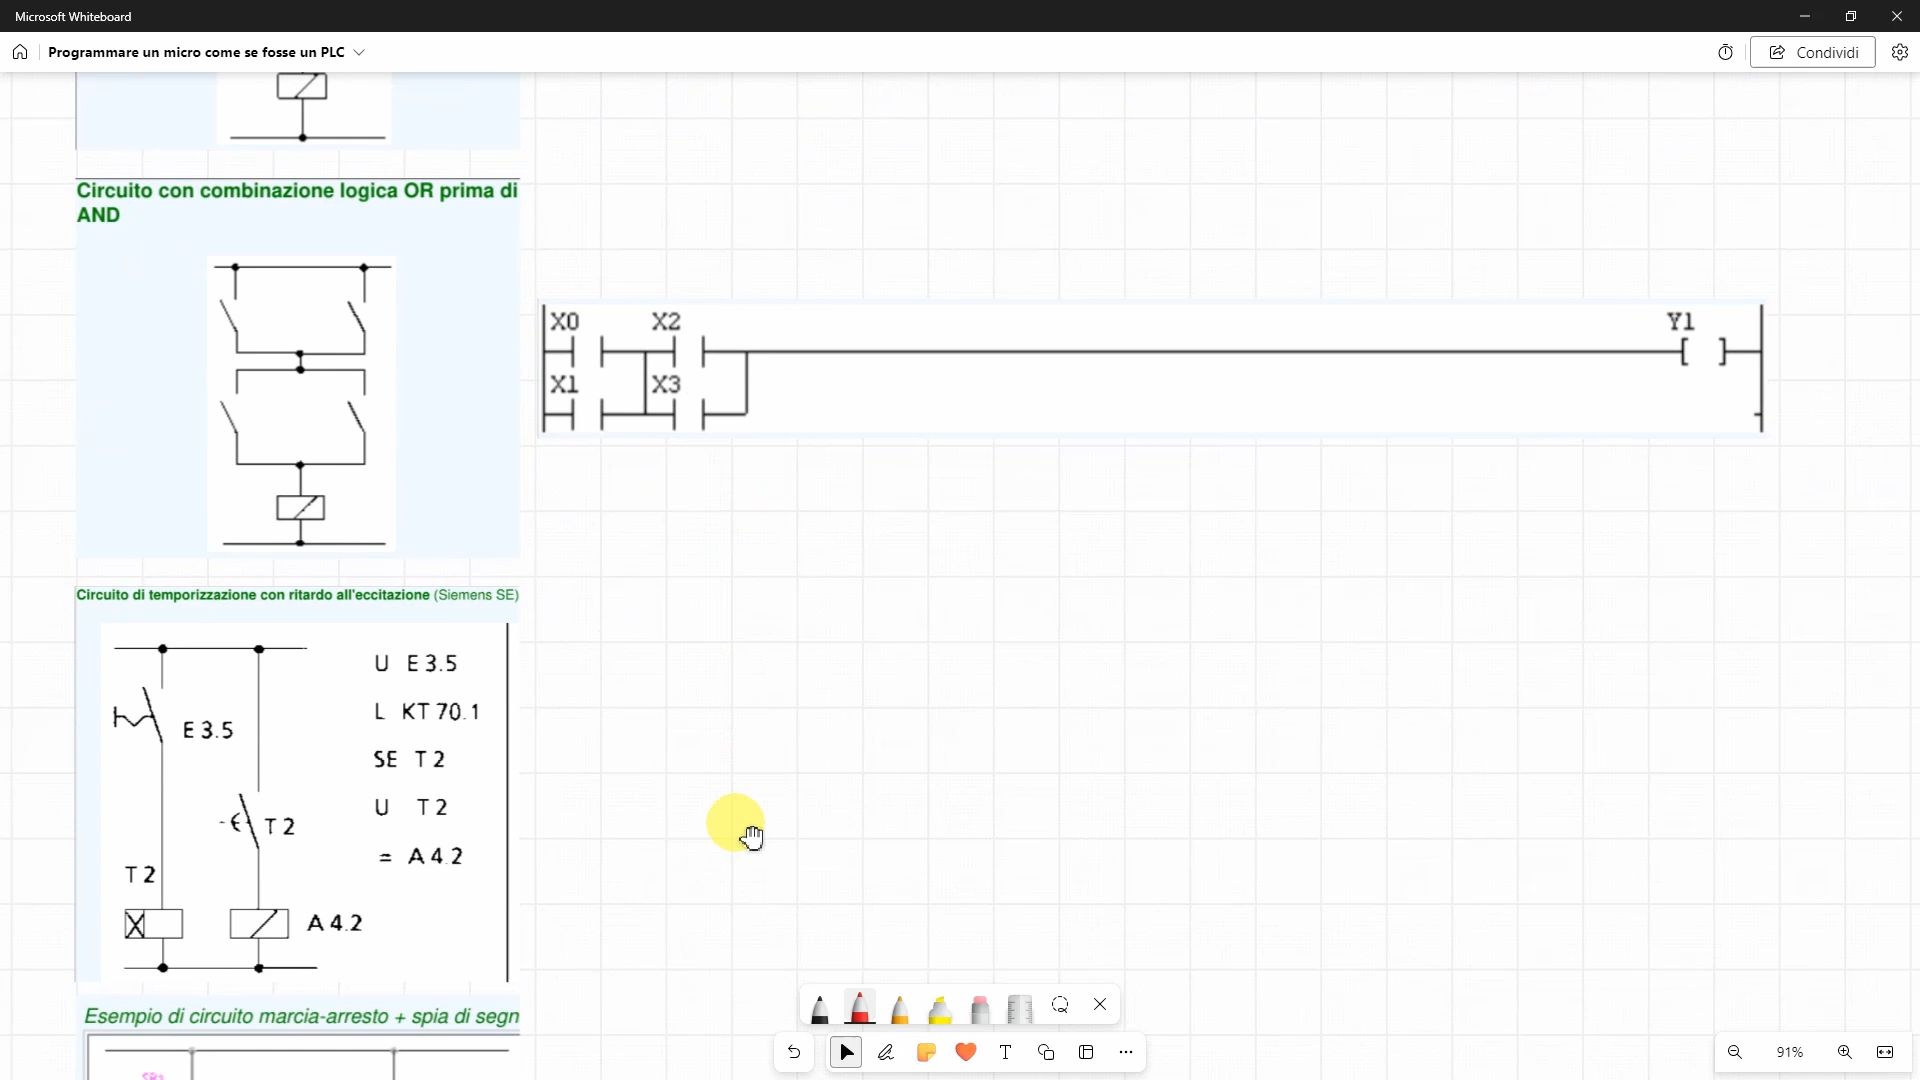 Microsoft Whiteboard
Programmare un micro come se fosse un PLC
Condividi
Circuito con combinazione logica OR prima di
AND
X0 X2 Y1
X1 X3
Circuito di temporizzazione con ritardo all'eccitazione (Siemens SE)
U E 3.5
L KT 70.1
E 3.5
SE T 2
U T 2
T 2
= A 4.2
T 2
A 4.2
Esempio di circuito marcia-arresto + spia di segn
91%